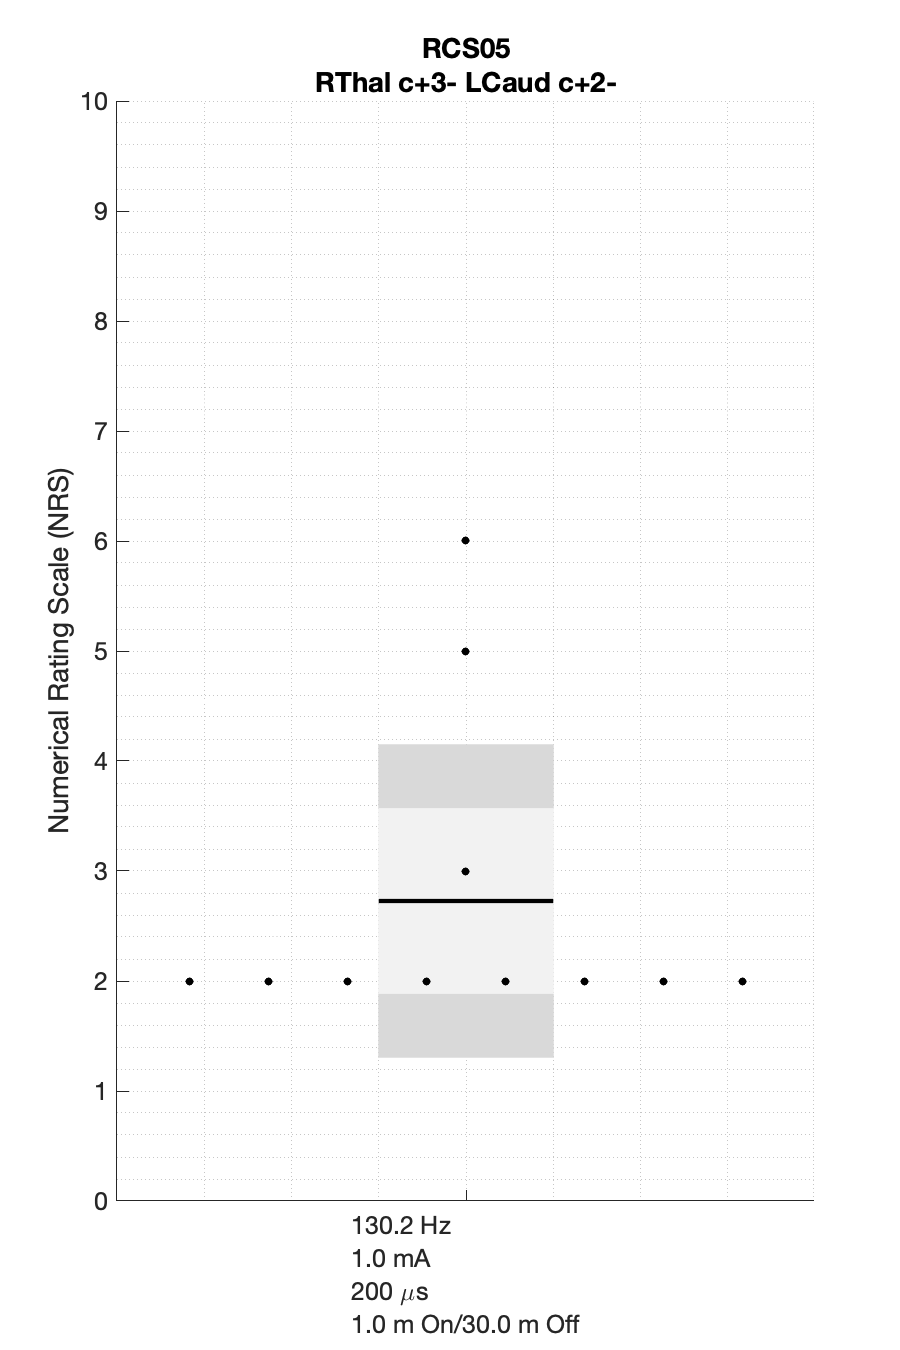 RCS05
RThal c+3- LCaud c+2-
10
9
8
7
6
5
4
3
2
1
0
Numerical Rating Scale (NRS)
130.2 Hz
1.0 mA
200 μs
1.0 m On/30.0 m Off